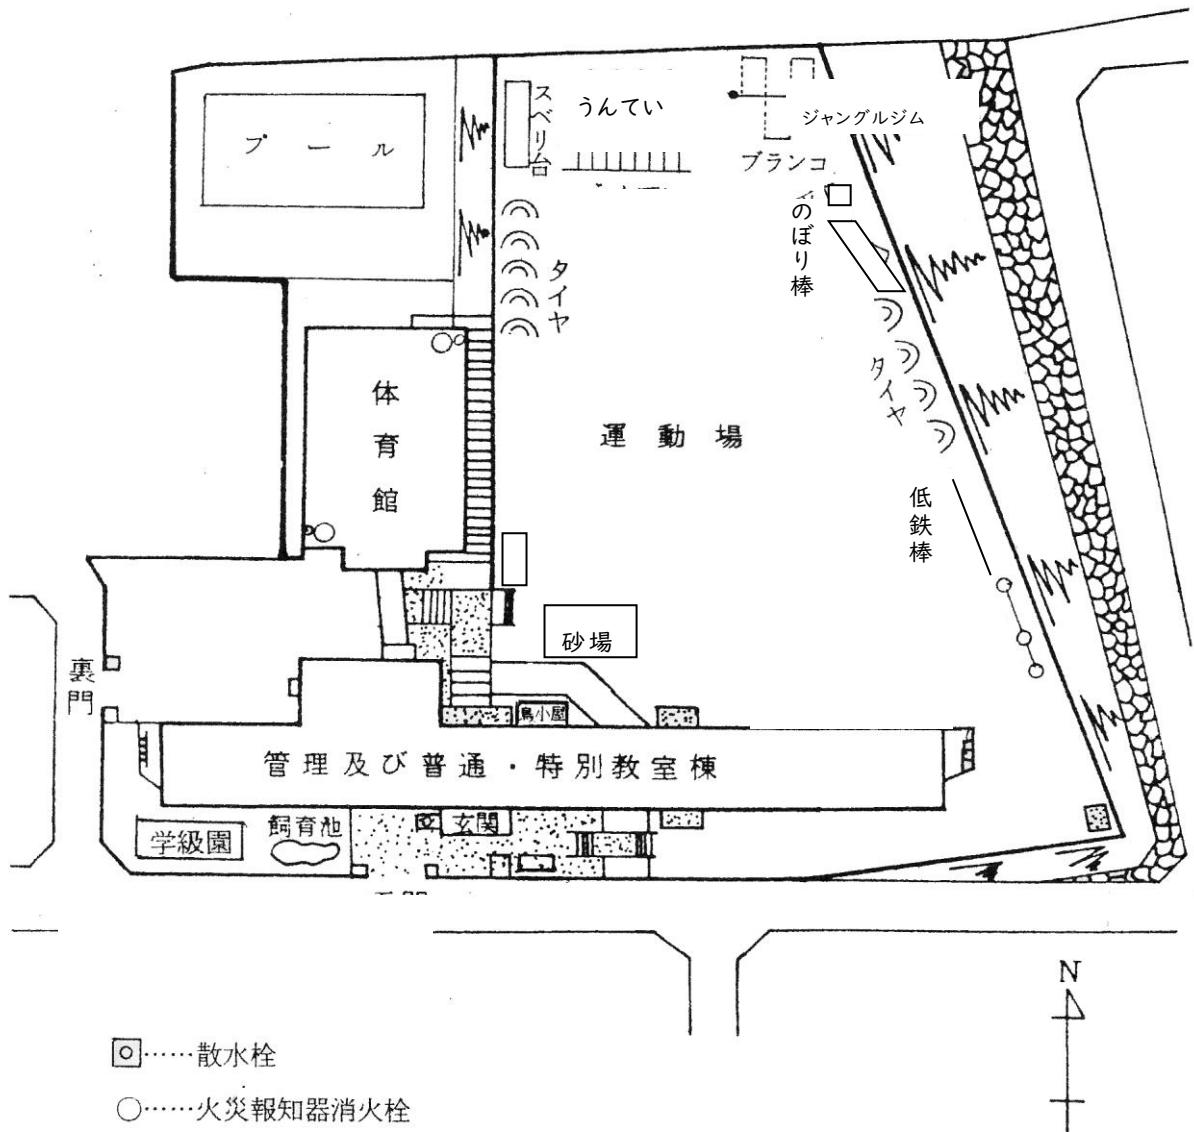 プール
スベリ台
うんてい
ジャングルジム
ブランコ
のぼり棒
タイヤ
タイヤ
体育館
運動場
低鉄棒
砂場
裏門
鳥小屋
管理及び普通・特別教室棟
学級園
飼育池
玄関
N
……散水栓
○……火災報知器消火栓